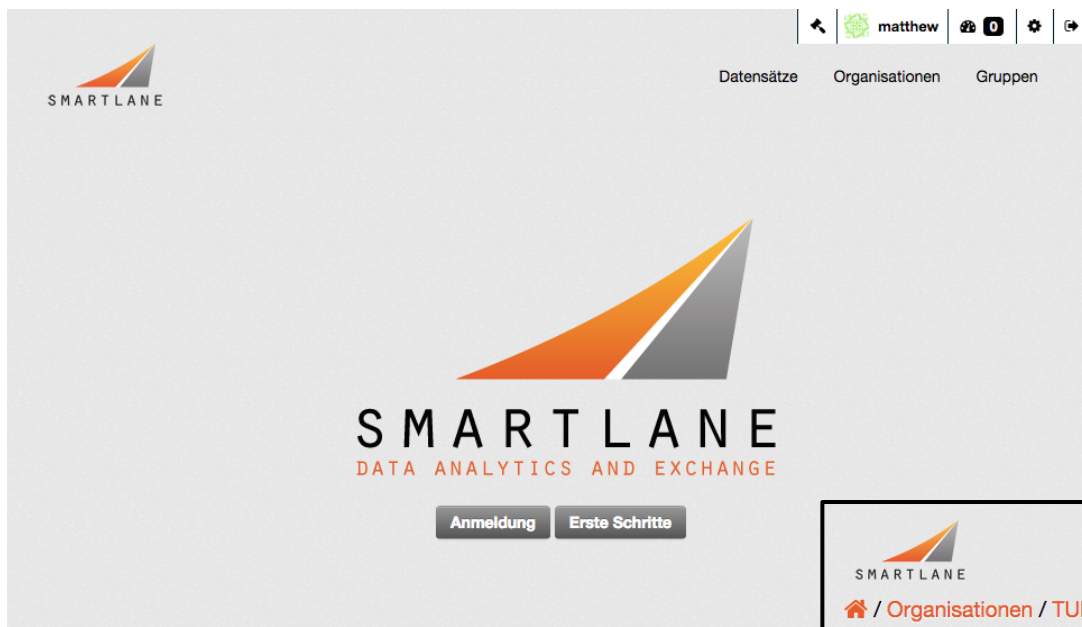 matthew 0
SMARTLANE
Datensätze Organisationen Gruppen
SMARTLANE
DATA ANALYTICS AND EXCHANGE
Anmeldung Erste Schritte
SMARTLANE
/ Organisationen /